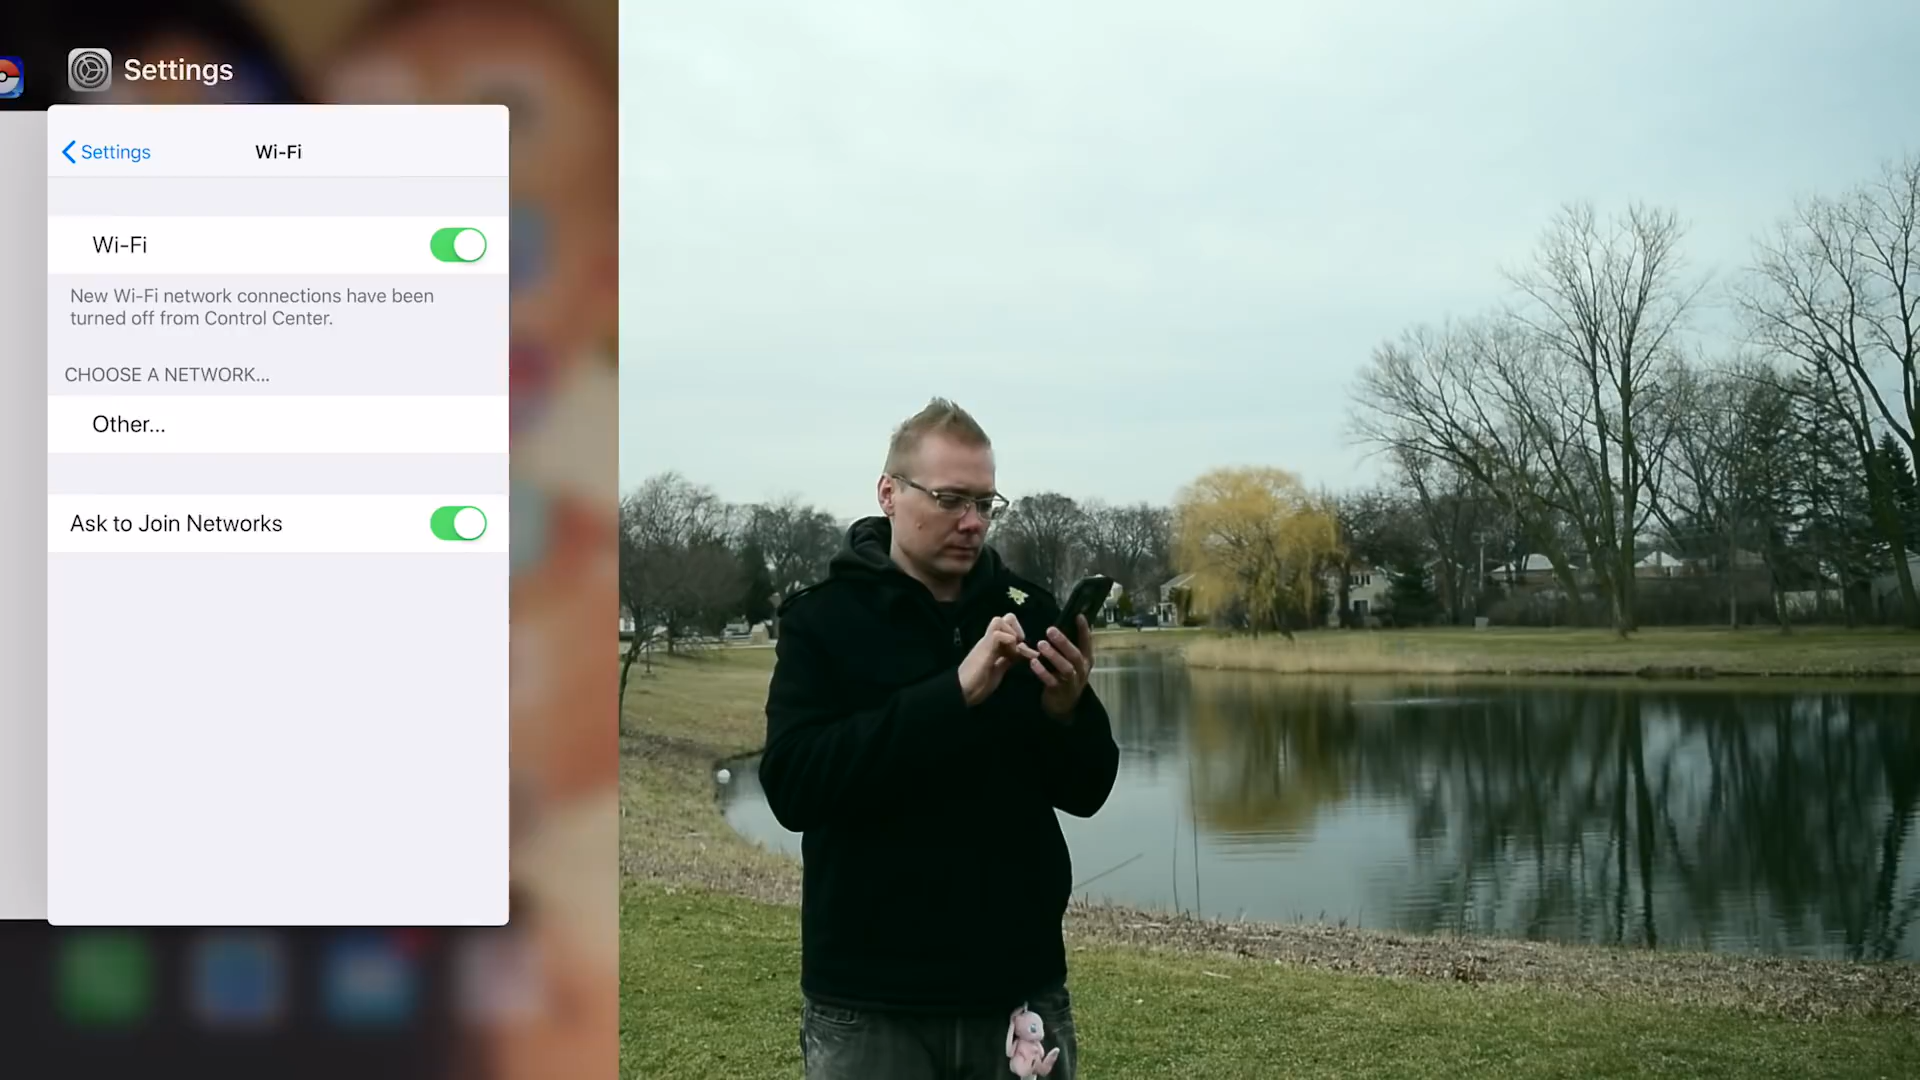 Settings
Settings
Wi-Fi
Wi-Fi
New Wi-Fi network connections have been
turned off from Control Center.
CHOOSE A NETWORK...
Other...
Ask to Join Networks